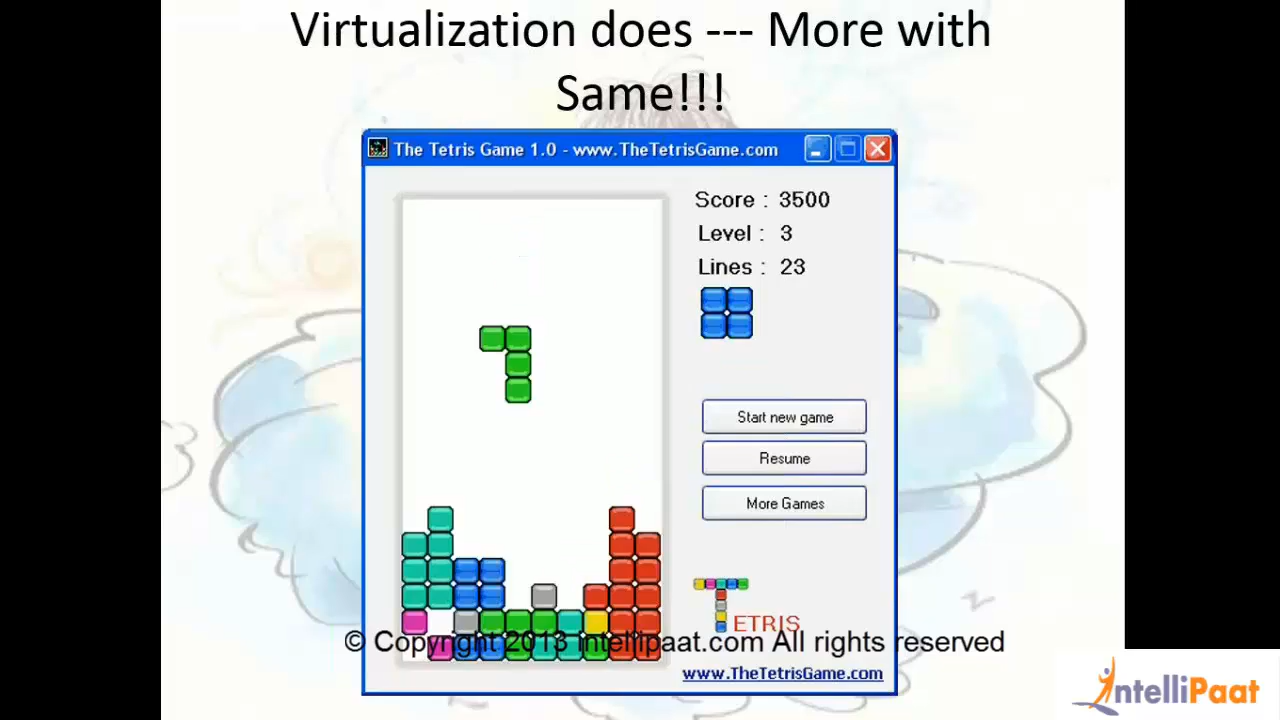 Virtualization does --- More with
Same!!!
The Tetris Game 1.0 - www.TheTetrisGame.com
Score : 3500
Level : 3
Lines : 23
Start new game
Resume
More Games
TETRIS
© Copyright 2013 intellipaat.com All rights reserved
www.TheTetrisGame.com
IntelliPaat